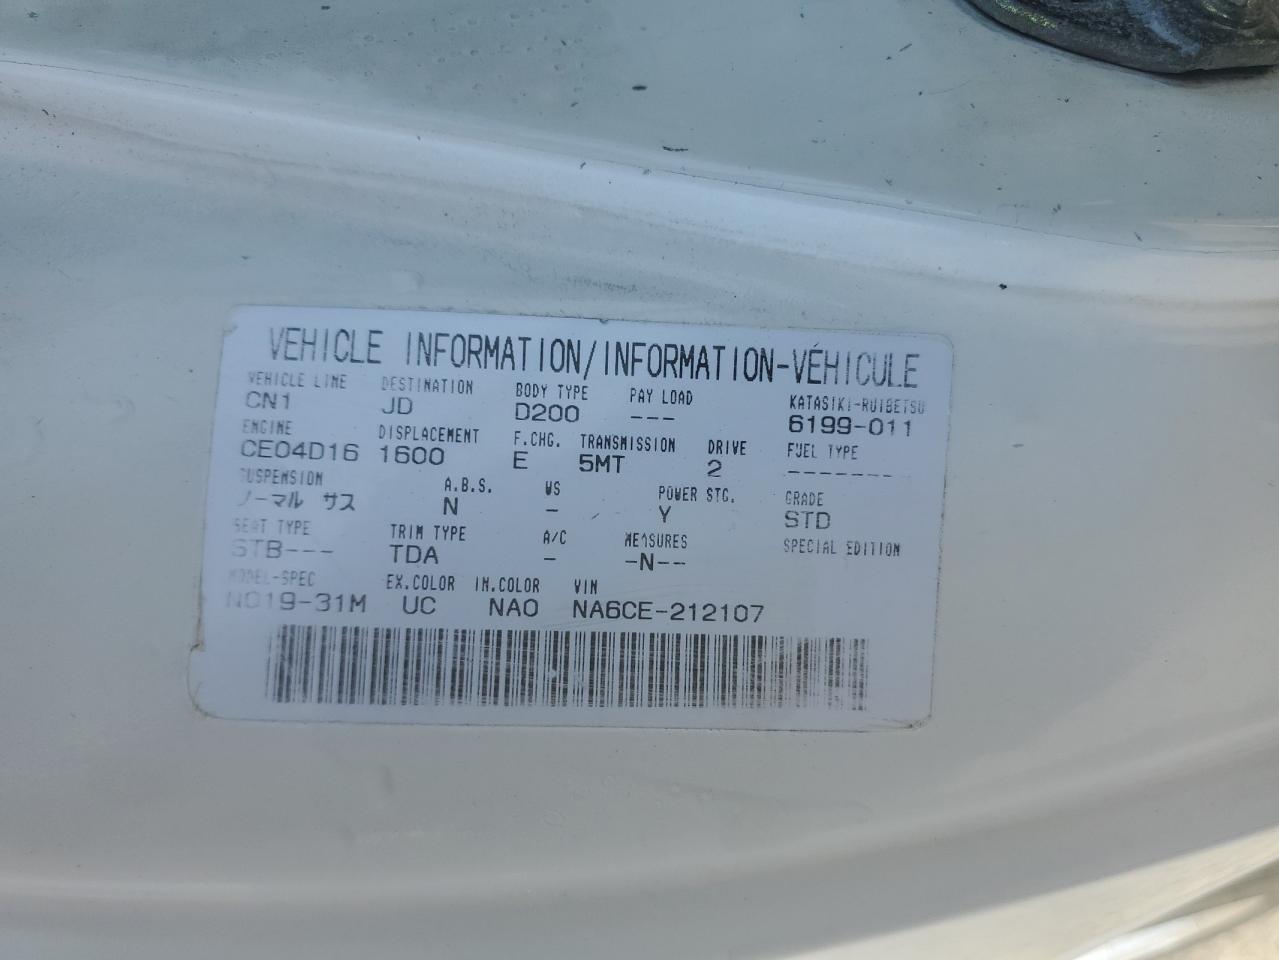 VEHICLE INFORMATION/INFORMATION-VÉHICULE
VEHICLE LINE DESTINATION BODY TYPE PAY LOAD KATASIKI-RUIBETSU
CN1 JD D200 --- 6199-011
ENGINE DISPLACEMENT F.CHG. TRANSMISSION DRIVE FUEL TYPE
CE04D16 1600 E 5MT 2 -------
SUSPENSION A.B.S. WS POWER STG. GRADE
ノーマル サス N - Y STD
SEAT TYPE TRIM TYPE A/C MEASURES SPECIAL EDITION
STB--- TDA - -N--
MODEL-SPEC EX.COLOR IN.COLOR VIN
NC19-31M UC NA0 NA6CE-212107